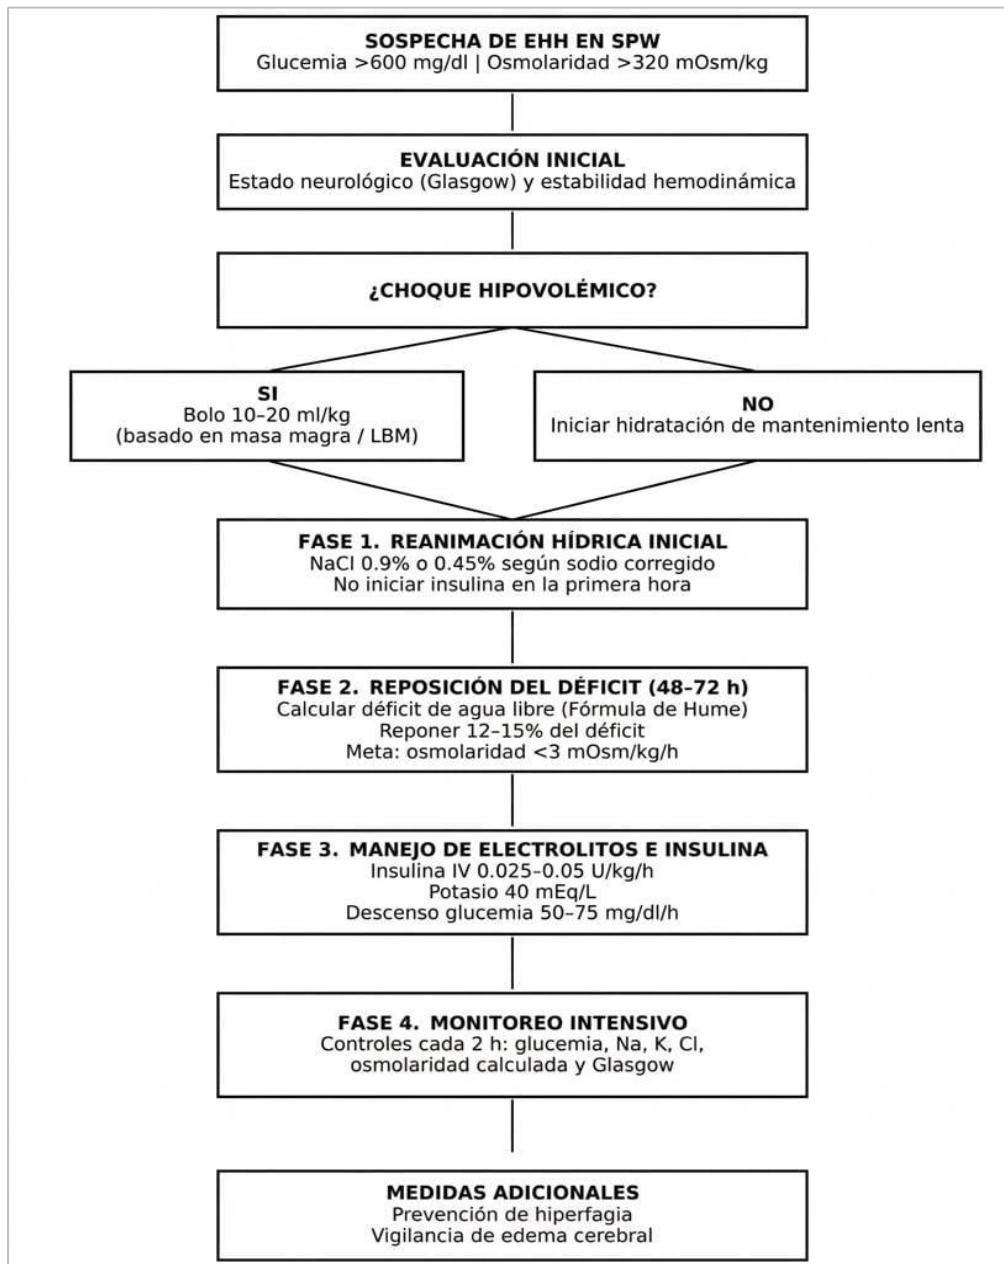 SOSPECHA DE EHH EN SPW
Glucemia >600 mg/dl | Osmolaridad >320 mOsm/kg
EVALUACIÓN INICIAL
Estado neurológico (Glasgow) y estabilidad hemodinámica
¿CHOQUE HIPOVOLÉMICO?
SI
Bolo 10–20 ml/kg
(basado en masa magra / LBM)
NO
Iniciar hidratación de mantenimiento lenta
FASE 1. REANIMACIÓN HÍDRICA INICIAL
NaCl 0.9% o 0.45% según sodio corregido
No iniciar insulina en la primera hora
FASE 2. REPOSICIÓN DEL DÉFICIT (48–72 h)
Calcular déficit de agua libre (Fórmula de Hume)
Reponer 12–15% del déficit
Meta: osmolaridad <3 mOsm/kg/h
FASE 3. MANEJO DE ELECTROLITOS E INSULINA
Insulina IV 0.025–0.05 U/kg/h
Potasio 40 mEq/L
Descenso glucemia 50–75 mg/dl/h
FASE 4. MONITOREO INTENSIVO
Controles cada 2 h: glucemia, Na, K, Cl,
osmolaridad calculada y Glasgow
MEDIDAS ADICIONALES
Prevención de hiperfagia
Vigilancia de edema cerebral